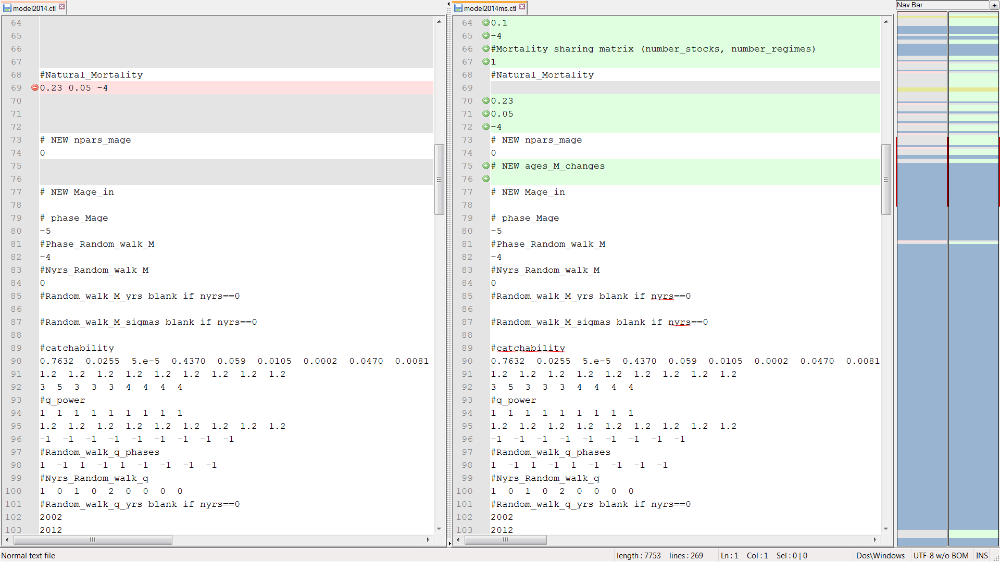 model2014.ctl
64
65
66
67
68 #Natural_Mortality
69 0.23 0.05 -4
70
71
72
73 # NEW npars_mage
74 0
75
76
77 # NEW Mage_in
78
79 # phase_Mage
80 -5
81 #Phase_Random_walk_M
82 -4
83 #Nyrs_Random_walk_M
84 0
85 #Random_walk_M_yrs blank if nyrs==0
86
87 #Random_walk_M_sigmas blank if nyrs==0
88
89 #catchability
90 0.7632 0.0255 5.e-5 0.4370 0.059 0.0105 0.0002 0.0470 0.0081
91 1.2 1.2 1.2 1.2 1.2 1.2 1.2 1.2 1.2
92 3 5 3 3 3 4 4 4 4
93 #q_power
94 1 1 1 1 1 1 1 1 1
95 1.2 1.2 1.2 1.2 1.2 1.2 1.2 1.2 1.2
96 -1 -1 -1 -1 -1 -1 -1 -1 -1
97 #Random_walk_q_phases
98 1 -1 1 -1 1 -1 -1 -1 -1
99 #Nyrs_Random_walk_q
100 1 0 1 0 2 0 0 0 0
101 #Random_walk_q_yrs blank if nyrs==0
102 2002
103 2012
model2014ms.ctl
64 0.1
65 -4
66 #Mortality sharing matrix (number_stocks, number_regimes)
67 1
68 #Natural_Mortality
69
70 0.23
71 0.05
72 -4
73 # NEW npars_mage
74 0
75 # NEW ages_M_changes
76
77 # NEW Mage_in
78
79 # phase_Mage
80 -5
81 #Phase_Random_walk_M
82 -4
83 #Nyrs_Random_walk_M
84 0
85 #Random_walk_M_yrs blank if nyrs==0
86
87 #Random_walk_M_sigmas blank if nyrs==0
88
89 #catchability
90 0.7632 0.0255 5.e-5 0.4370 0.059 0.0105 0.0002 0.0470 0.0081
91 1.2 1.2 1.2 1.2 1.2 1.2 1.2 1.2 1.2
92 3 5 3 3 3 4 4 4 4
93 #q_power
94 1 1 1 1 1 1 1 1 1
95 1.2 1.2 1.2 1.2 1.2 1.2 1.2 1.2 1.2
96 -1 -1 -1 -1 -1 -1 -1 -1 -1
97 #Random_walk_q_phases
98 1 -1 1 -1 1 -1 -1 -1 -1
99 #Nyrs_Random_walk_q
100 1 0 1 0 2 0 0 0 0
101 #Random_walk_q_yrs blank if nyrs==0
102 2002
103 2012
Nav Bar +
Normal text file length : 7753 lines : 269 Ln : 1 Col : 1 Sel : 0 | 0 Dos\Windows UTF-8 w/o BOM INS